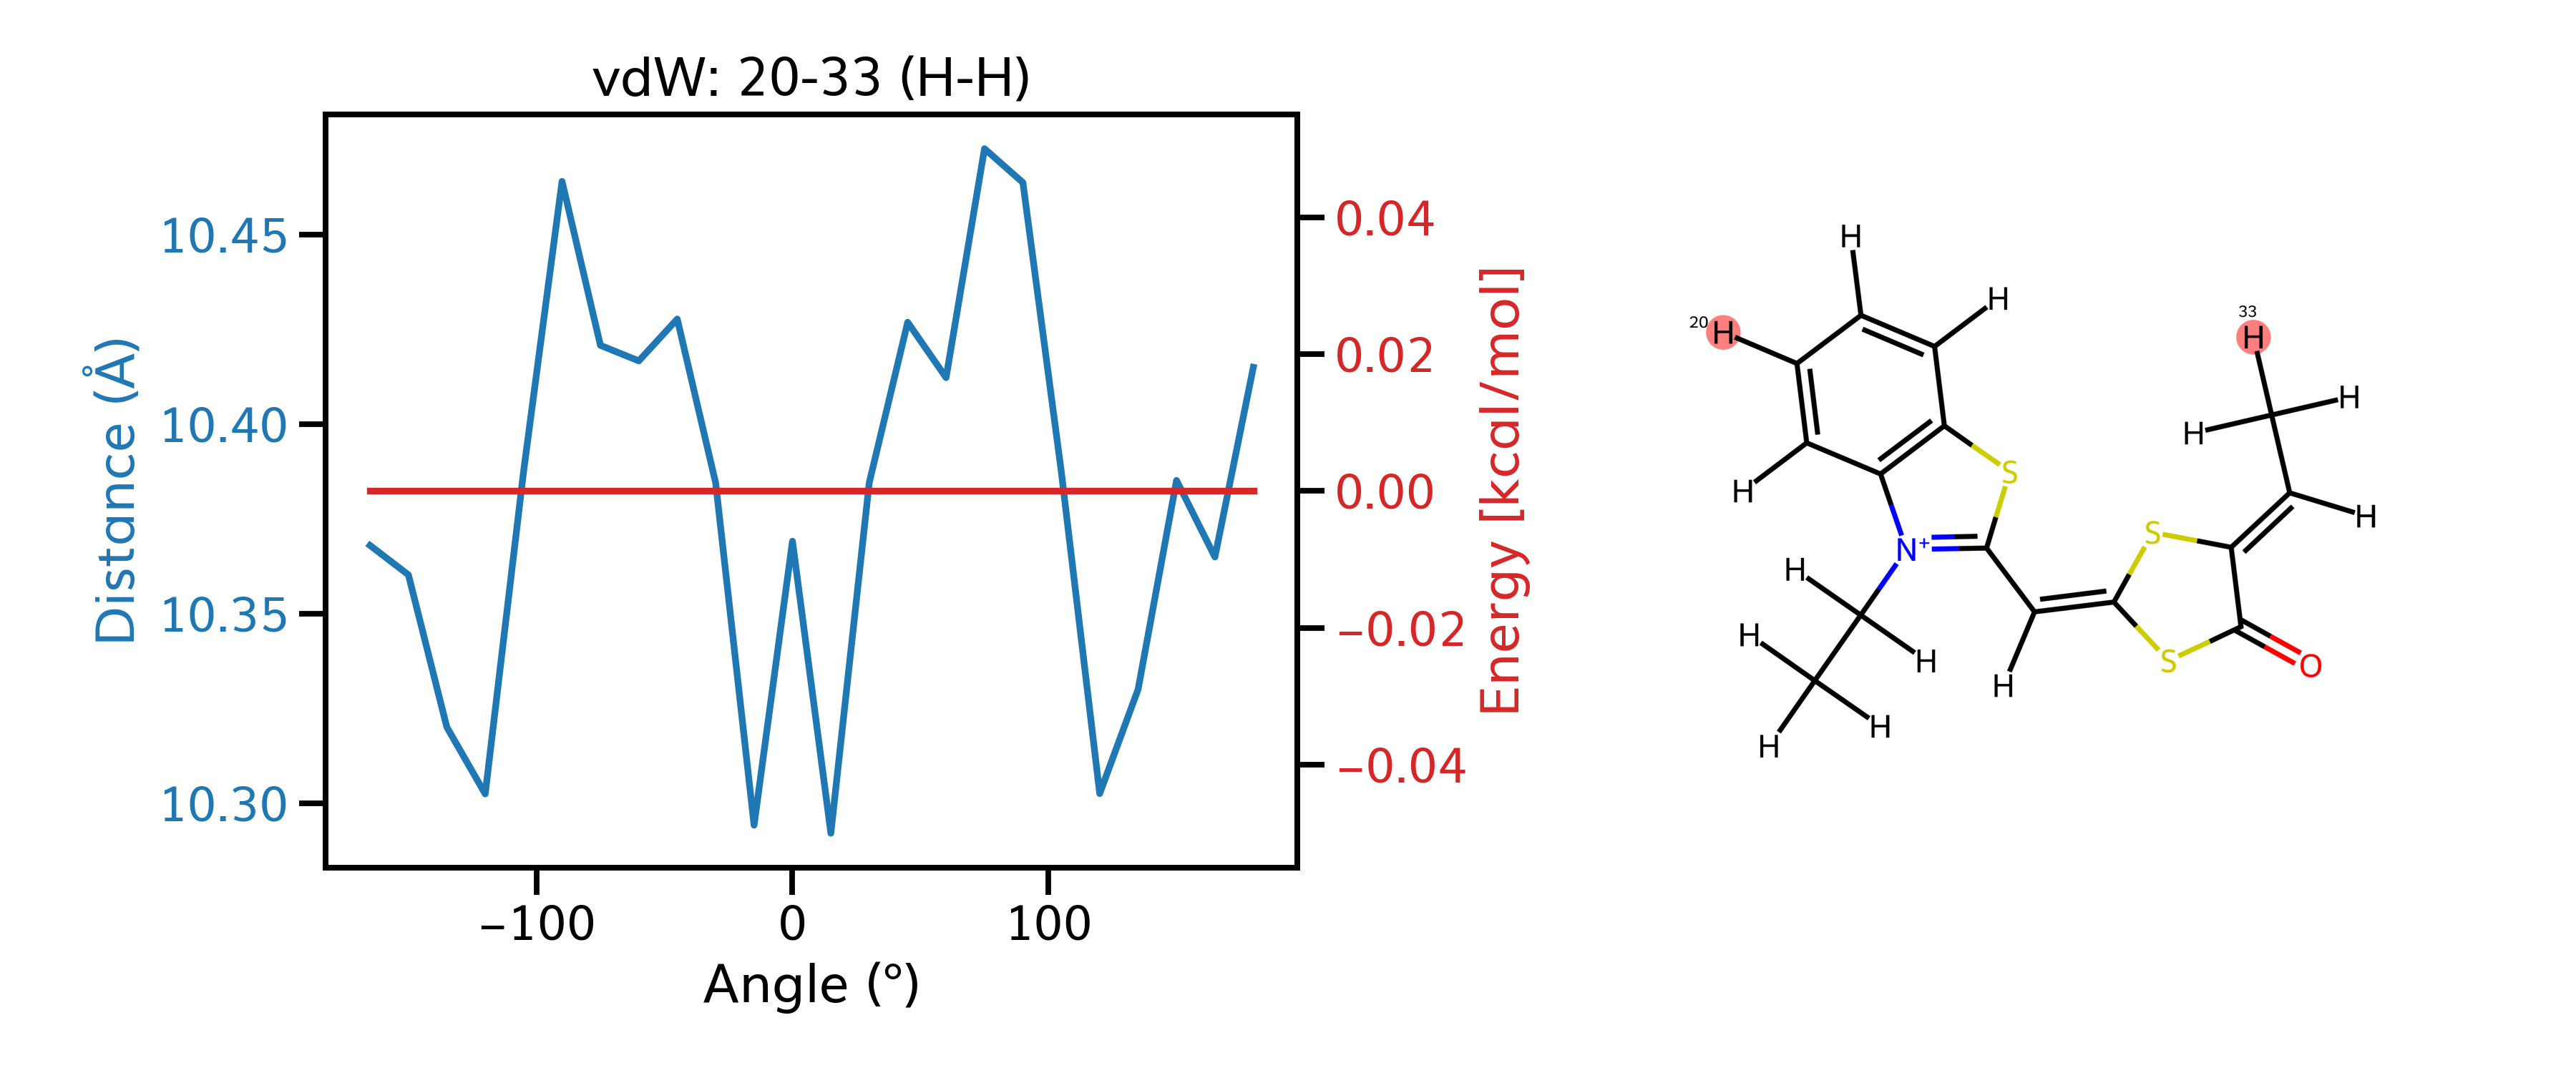 vdW: 20-33 (H-H)
Distance (Å)
10.45
10.40
10.35
10.30
0.04
0.02
0.00
−0.02
−0.04
Energy [kcal/mol]
−100
0
100
Angle (°)
H
H
20
H
33
H
H
H
S
H
H
S
N+
H
H
H
S
O
H
H
H
H